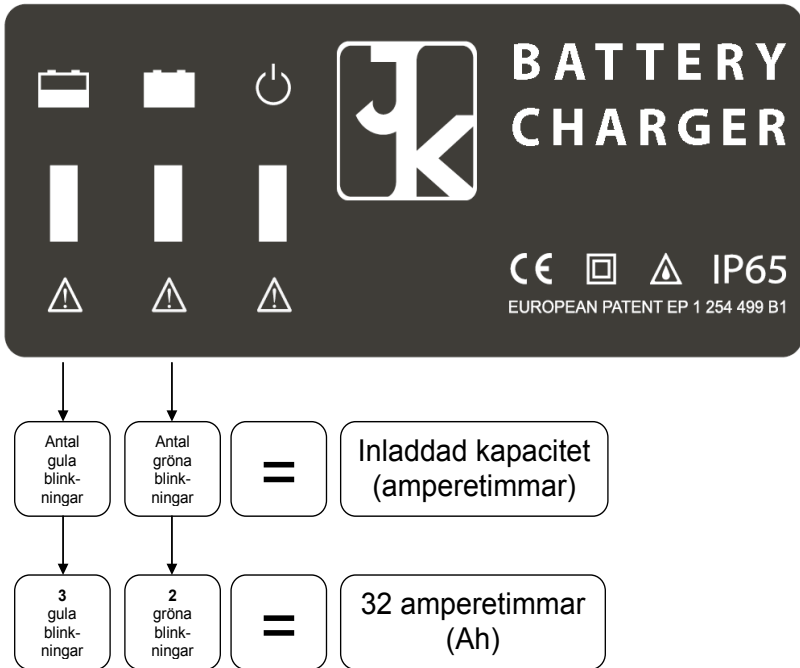 JK
BATTERY
CHARGER
CE IP65
EUROPEAN PATENT EP 1 254 499 B1
Antal
gula
blink-
ningar
Antal
gröna
blink-
ningar
=
Inladdad kapacitet
(amperetimmar)
3
gula
blink-
ningar
2
gröna
blink-
ningar
=
32 amperetimmar
(Ah)